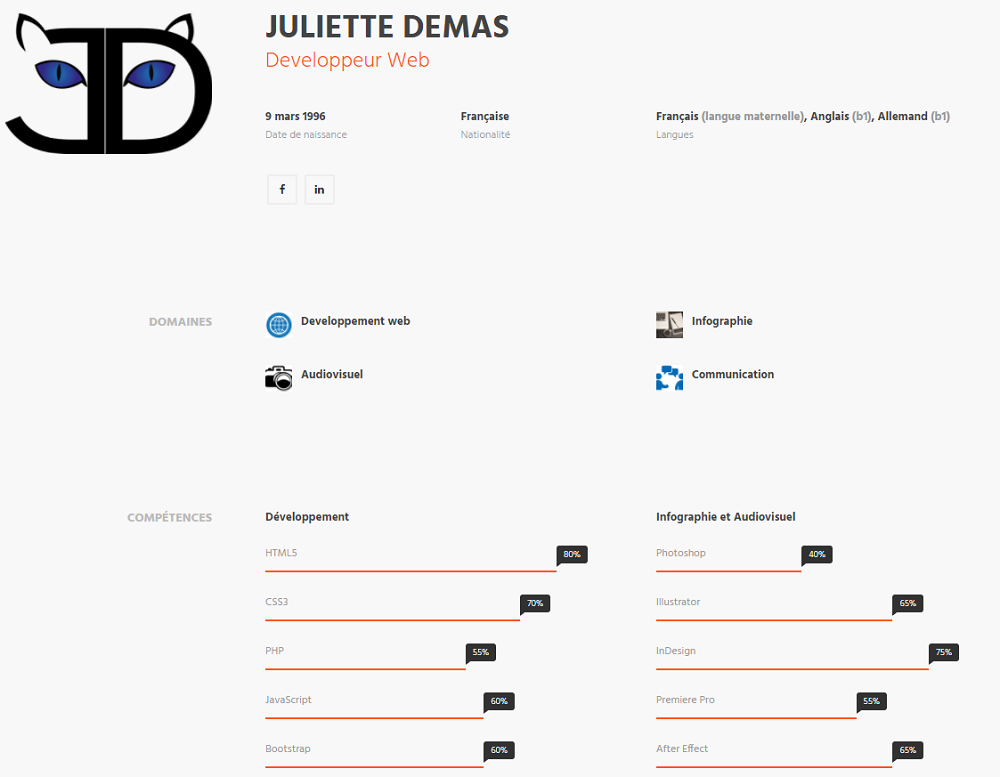 JULIETTE DEMAS
Developpeur Web
9 mars 1996
Date de naissance
Française
Nationalité
Français (langue maternelle), Anglais (b1), Allemand (b1)
Langues
f
in
DOMAINES
Developpement web
Infographie
Audiovisuel
Communication
COMPÉTENCES
Développement
HTML5 80%
CSS3 70%
PHP 55%
JavaScript 60%
Bootstrap 60%
Infographie et Audiovisuel
Photoshop 40%
Illustrator 65%
InDesign 75%
Premiere Pro 55%
After Effect 65%